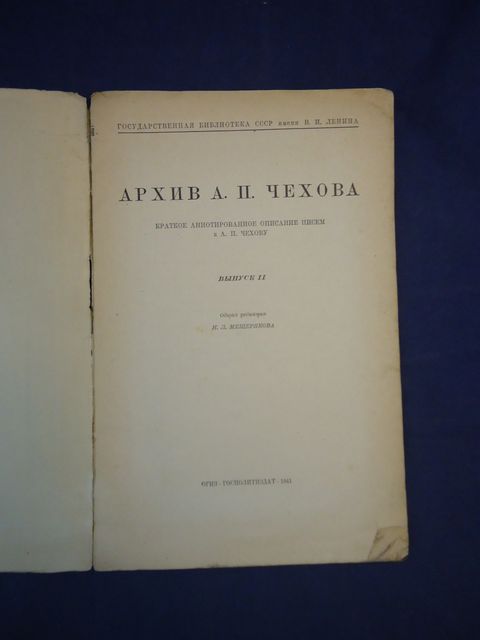 ГОСУДАРСТВЕННАЯ БИБЛИОТЕКА СССР имени В. И. ЛЕНИНА
АРХИВ А. П. ЧЕХОВА
КРАТКОЕ АННОТИРОВАННОЕ ОПИСАНИЕ ПИСЕМ
к А. П. ЧЕХОВУ
ВЫПУСК II
Общая редакция
Н. Л. МЕЩЕРЯКОВА
ОГИЗ · ГОСПОЛИТИЗДАТ · 1941